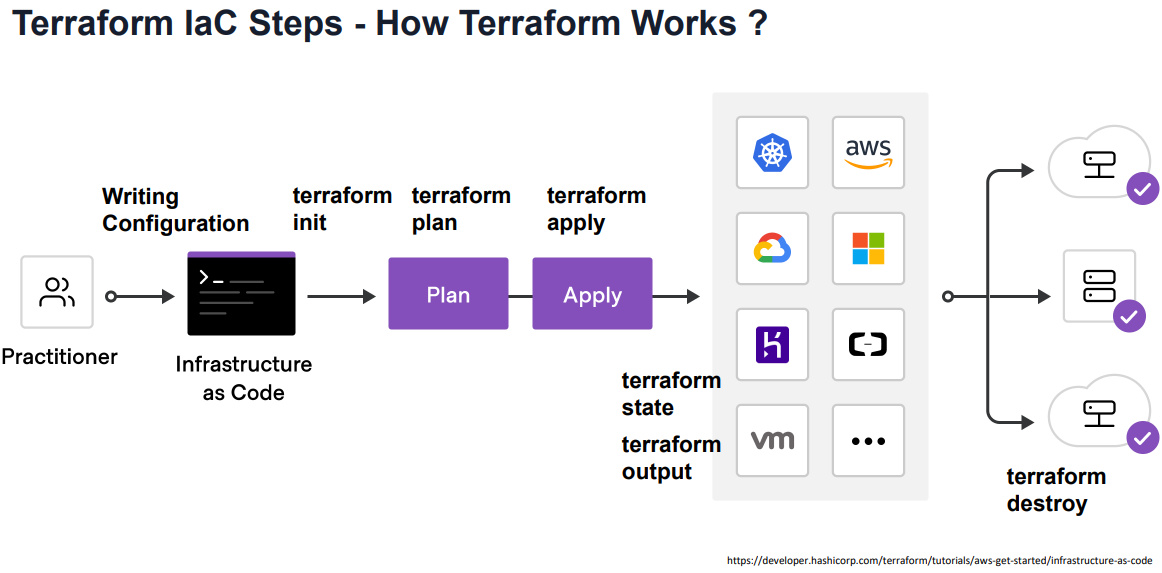 Terraform IaC Steps - How Terraform Works ?
Writing
Configuration
terraform
init
terraform
plan
terraform
apply
Practitioner
Infrastructure
as Code
Plan
Apply
aws
h
vm
terraform
state
terraform
output
terraform
destroy
https://developer.hashicorp.com/terraform/tutorials/aws-get-started/infrastructure-as-code